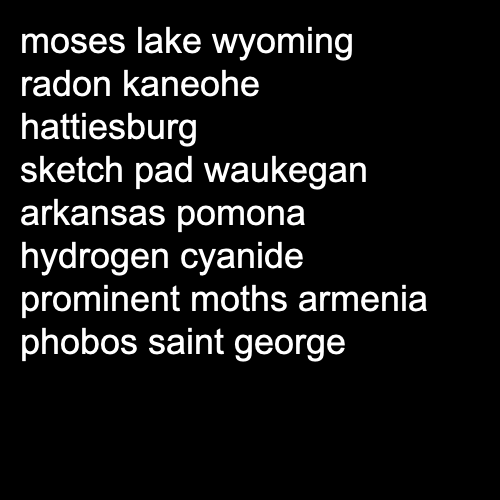 moses lake wyoming
radon kaneohe
hattiesburg
sketch pad waukegan
arkansas pomona
hydrogen cyanide
prominent moths armenia
phobos saint george